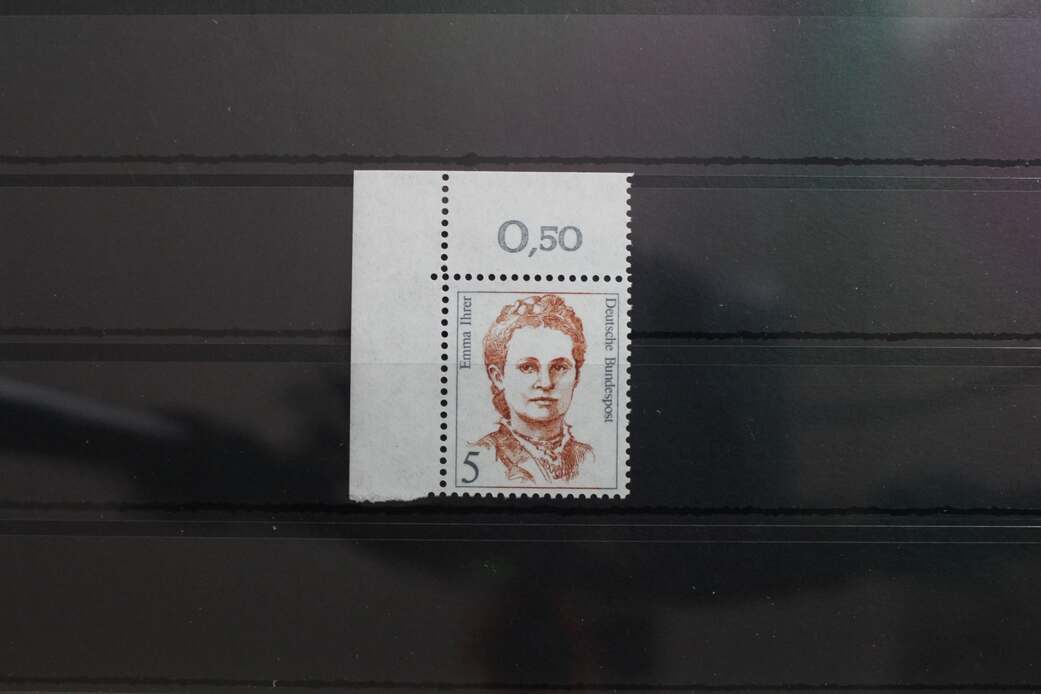 0,50
Emma Ihrer
Deutsche Bundespost
5